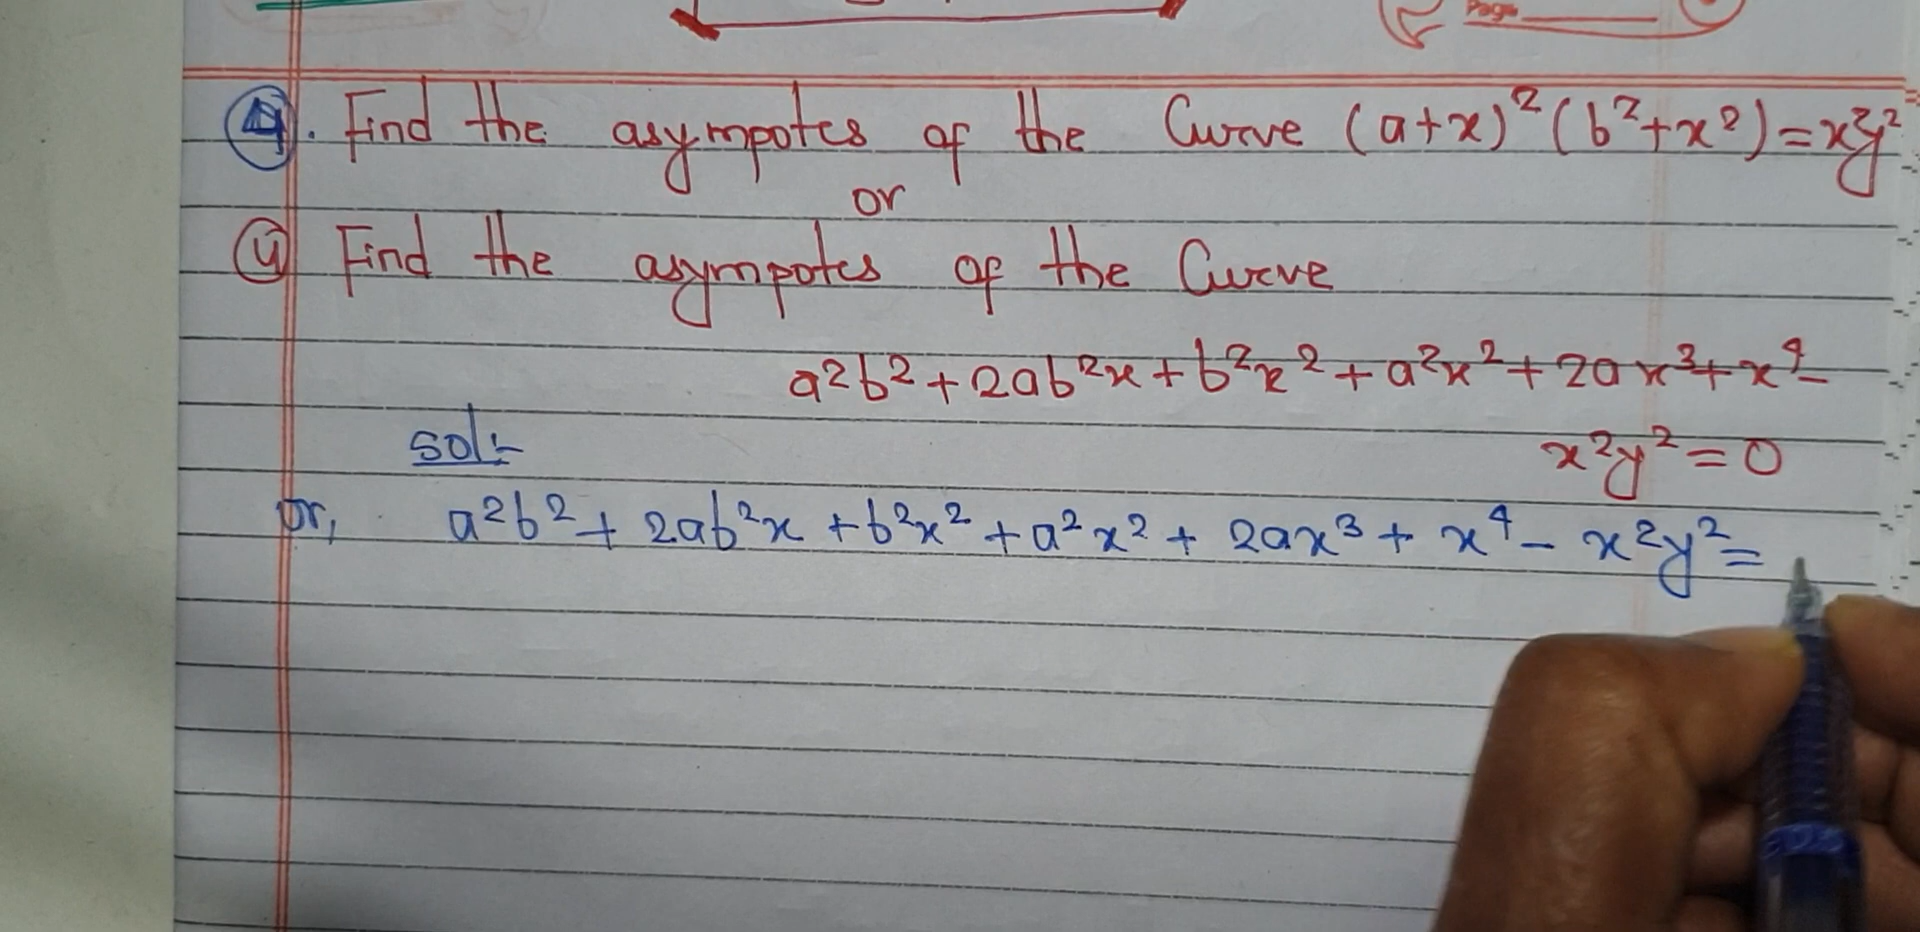 Page
4. Find the asympotes of the Curve (a+x)²(b²+x²)=x²y²
or
4 Find the asympotes of the Curve
a²b²+2ab²x+b²x²+a²x²+2ax³+x⁴-
x²y²=0
Sol:-
or, a²b²+2ab²x+b²x²+a²x²+2ax³+x⁴-x²y²=